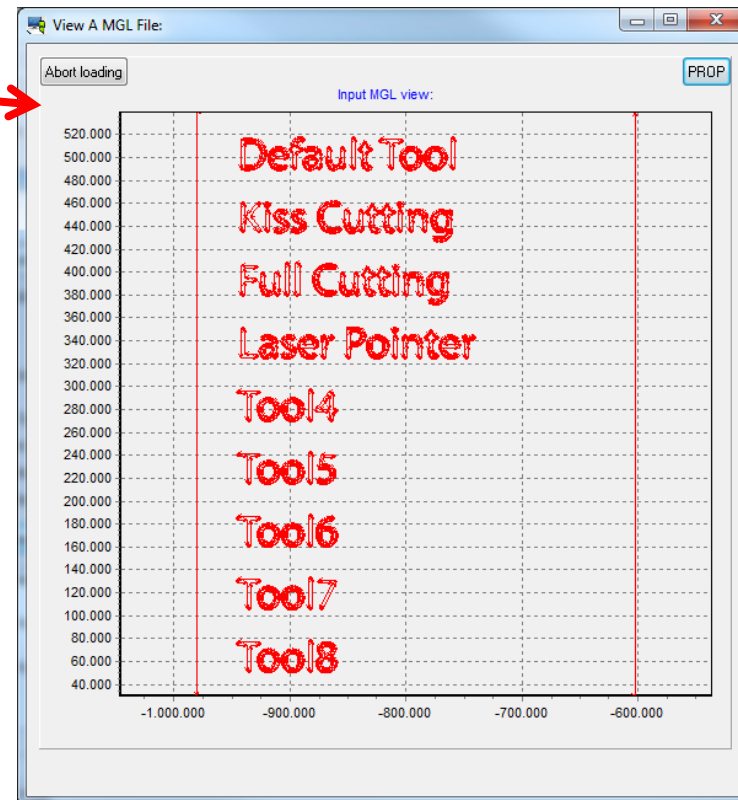 View A MGL File:
Abort loading
PROP
Input MGL view:
520.000
500.000
480.000
460.000
440.000
420.000
400.000
380.000
360.000
340.000
320.000
300.000
280.000
260.000
240.000
220.000
200.000
180.000
160.000
140.000
120.000
100.000
80.000
60.000
40.000
Default Tool
Kiss Cutting
Full Cutting
Laser Pointer
Tool4
Tool5
Tool6
Tool7
Tool8
-1.000.000 -900.000 -800.000 -700.000 -600.000